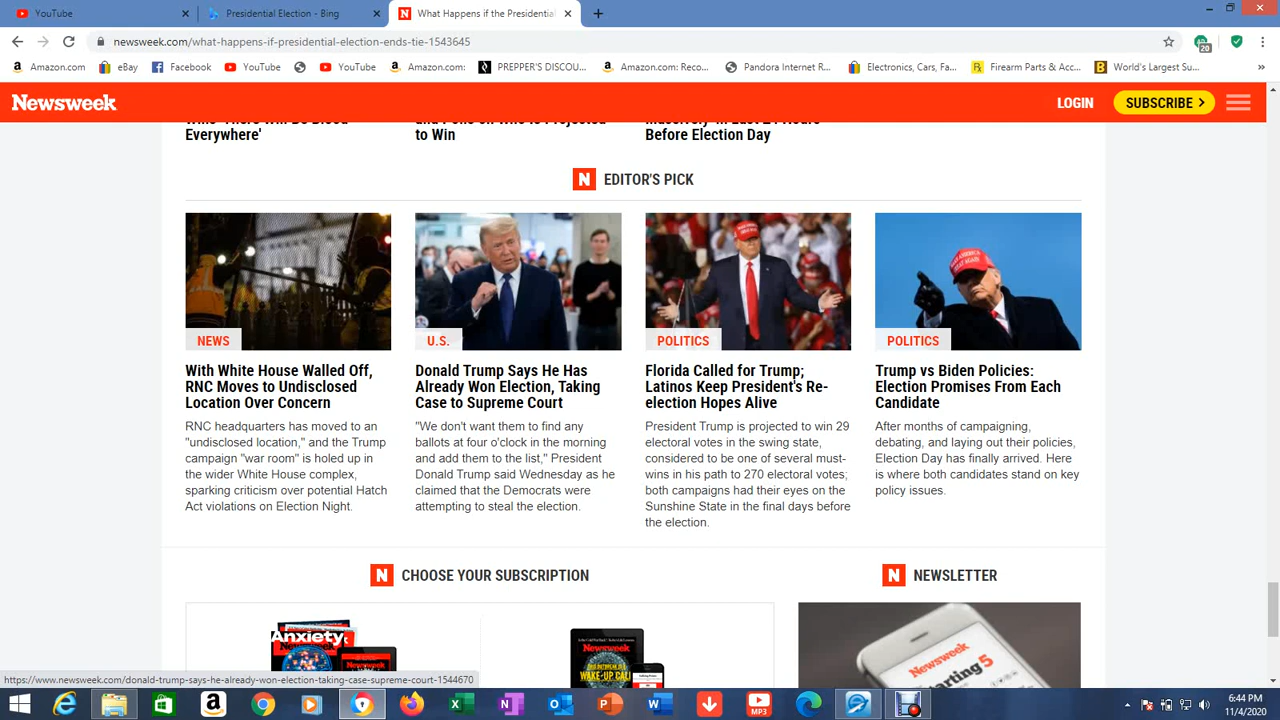 YouTube
Presidential Election - Bing
What Happens if the Presidential
newsweek.com/what-happens-if-presidential-election-ends-tie-1543645
20
Amazon.com
eBay
Facebook
YouTube
YouTube
Amazon.com:
PREPPER'S DISCOU...
Amazon.com: Reco...
Pandora Internet R...
Electronics, Cars, Fa...
Firearm Parts & Acc...
World's Largest Su...
Newsweek
LOGIN
SUBSCRIBE
Everywhere'
to Win
Before Election Day
EDITOR'S PICK
NEWS
U.S.
POLITICS
POLITICS
With White House Walled Off,
RNC Moves to Undisclosed
Location Over Concern
RNC headquarters has moved to an
"undisclosed location," and the Trump
campaign "war room" is holed up in
the wider White House complex,
sparking criticism over potential Hatch
Act violations on Election Night.
Donald Trump Says He Has
Already Won Election, Taking
Case to Supreme Court
"We don't want them to find any
ballots at four o'clock in the morning
and add them to the list," President
Donald Trump said Wednesday as he
claimed that the Democrats were
attempting to steal the election.
Florida Called for Trump;
Latinos Keep President's Re-
election Hopes Alive
President Trump is projected to win 29
electoral votes in the swing state,
considered to be one of several must-
wins in his path to 270 electoral votes;
both campaigns had their eyes on the
Sunshine State in the final days before
the election.
Trump vs Biden Policies:
Election Promises From Each
Candidate
After months of campaigning,
debating, and laying out their policies,
Election Day has finally arrived. Here
is where both candidates stand on key
policy issues.
CHOOSE YOUR SUBSCRIPTION
NEWSLETTER
Anxiety
Newsweek
Newsweek
WAKE-UP CALL
Newsweek
Starting 5
https://www.newsweek.com/donald-trump-says-he-already-won-election-taking-case-supreme-court-1544670
MP3
6:44 PM
11/4/2020